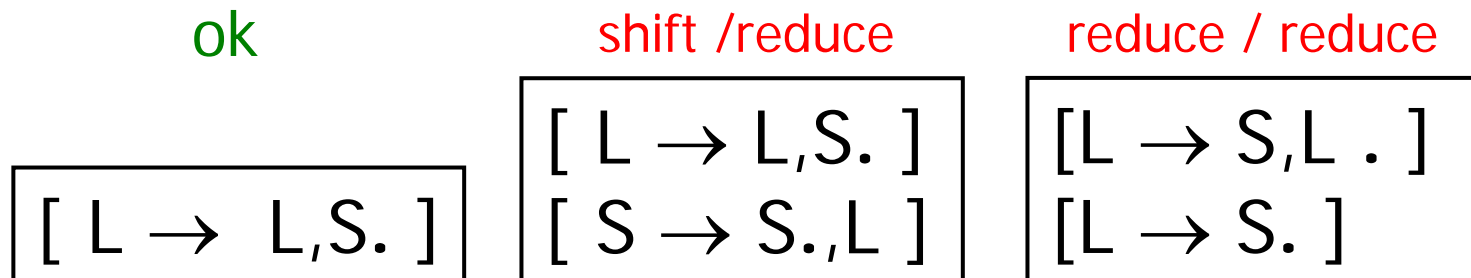 ok
shift /reduce
reduce / reduce
[ L → L,S. ]
[ L → L,S. ]
[ S → S.,L ]
[L → S,L . ]
[L → S. ]